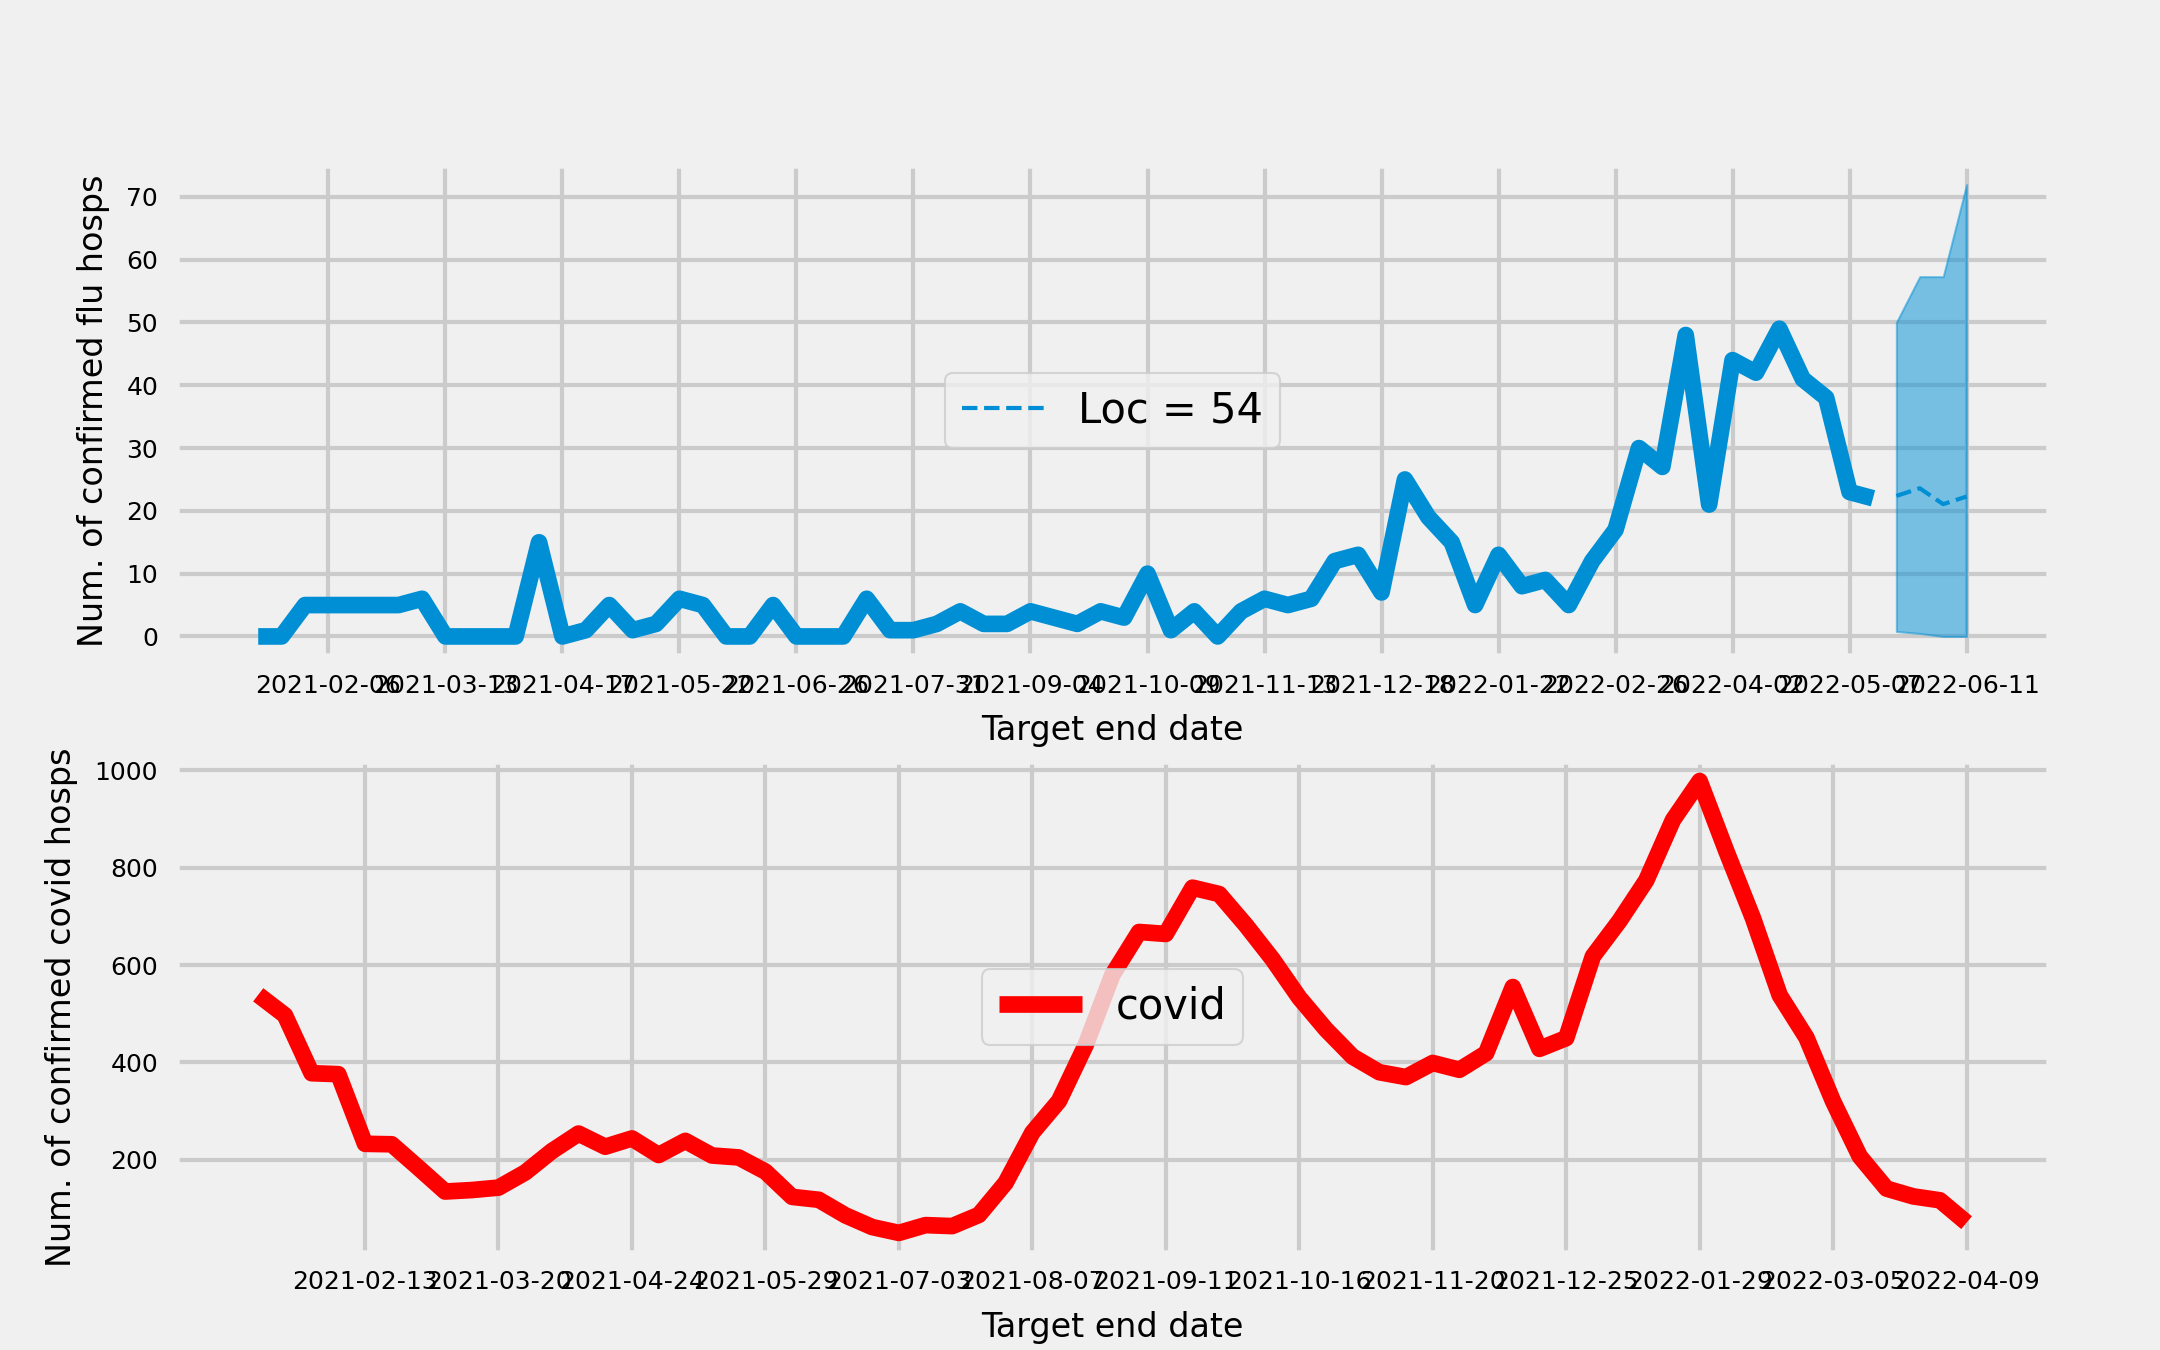 Num. of confirmed flu hosps
70
60
50
40
30
20
10
0
Loc = 54
2021-02-06 2021-03-13 2021-04-17 2021-05-22 2021-06-26 2021-07-31 2021-09-04 2021-10-09 2021-11-13 2021-12-18 2022-01-22 2022-02-26 2022-04-02 2022-05-07 2022-06-11
Target end date
Num. of confirmed covid hosps
1000
800
600
400
200
covid
2021-02-13 2021-03-20 2021-04-24 2021-05-29 2021-07-03 2021-08-07 2021-09-11 2021-10-16 2021-11-20 2021-12-25 2022-01-29 2022-03-05 2022-04-09
Target end date